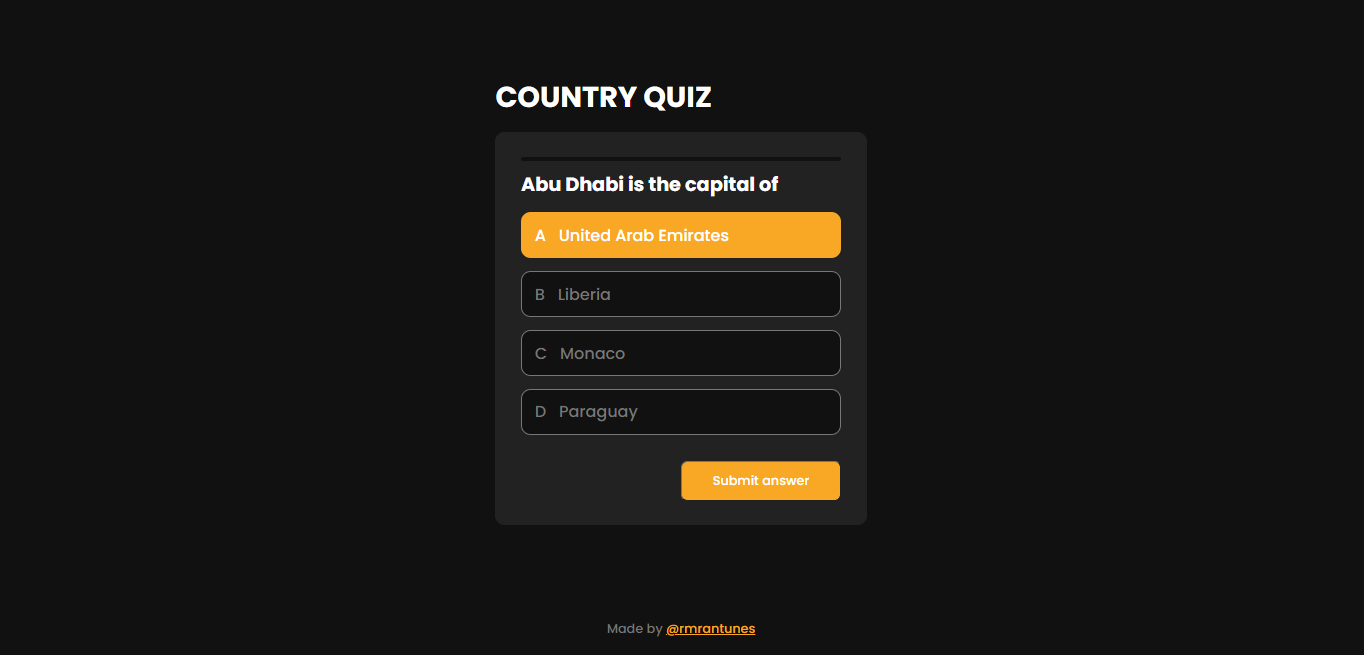 COUNTRY QUIZ
Abu Dhabi is the capital of
A United Arab Emirates
B Liberia
C Monaco
D Paraguay
Submit answer
Made by @rmrantunes